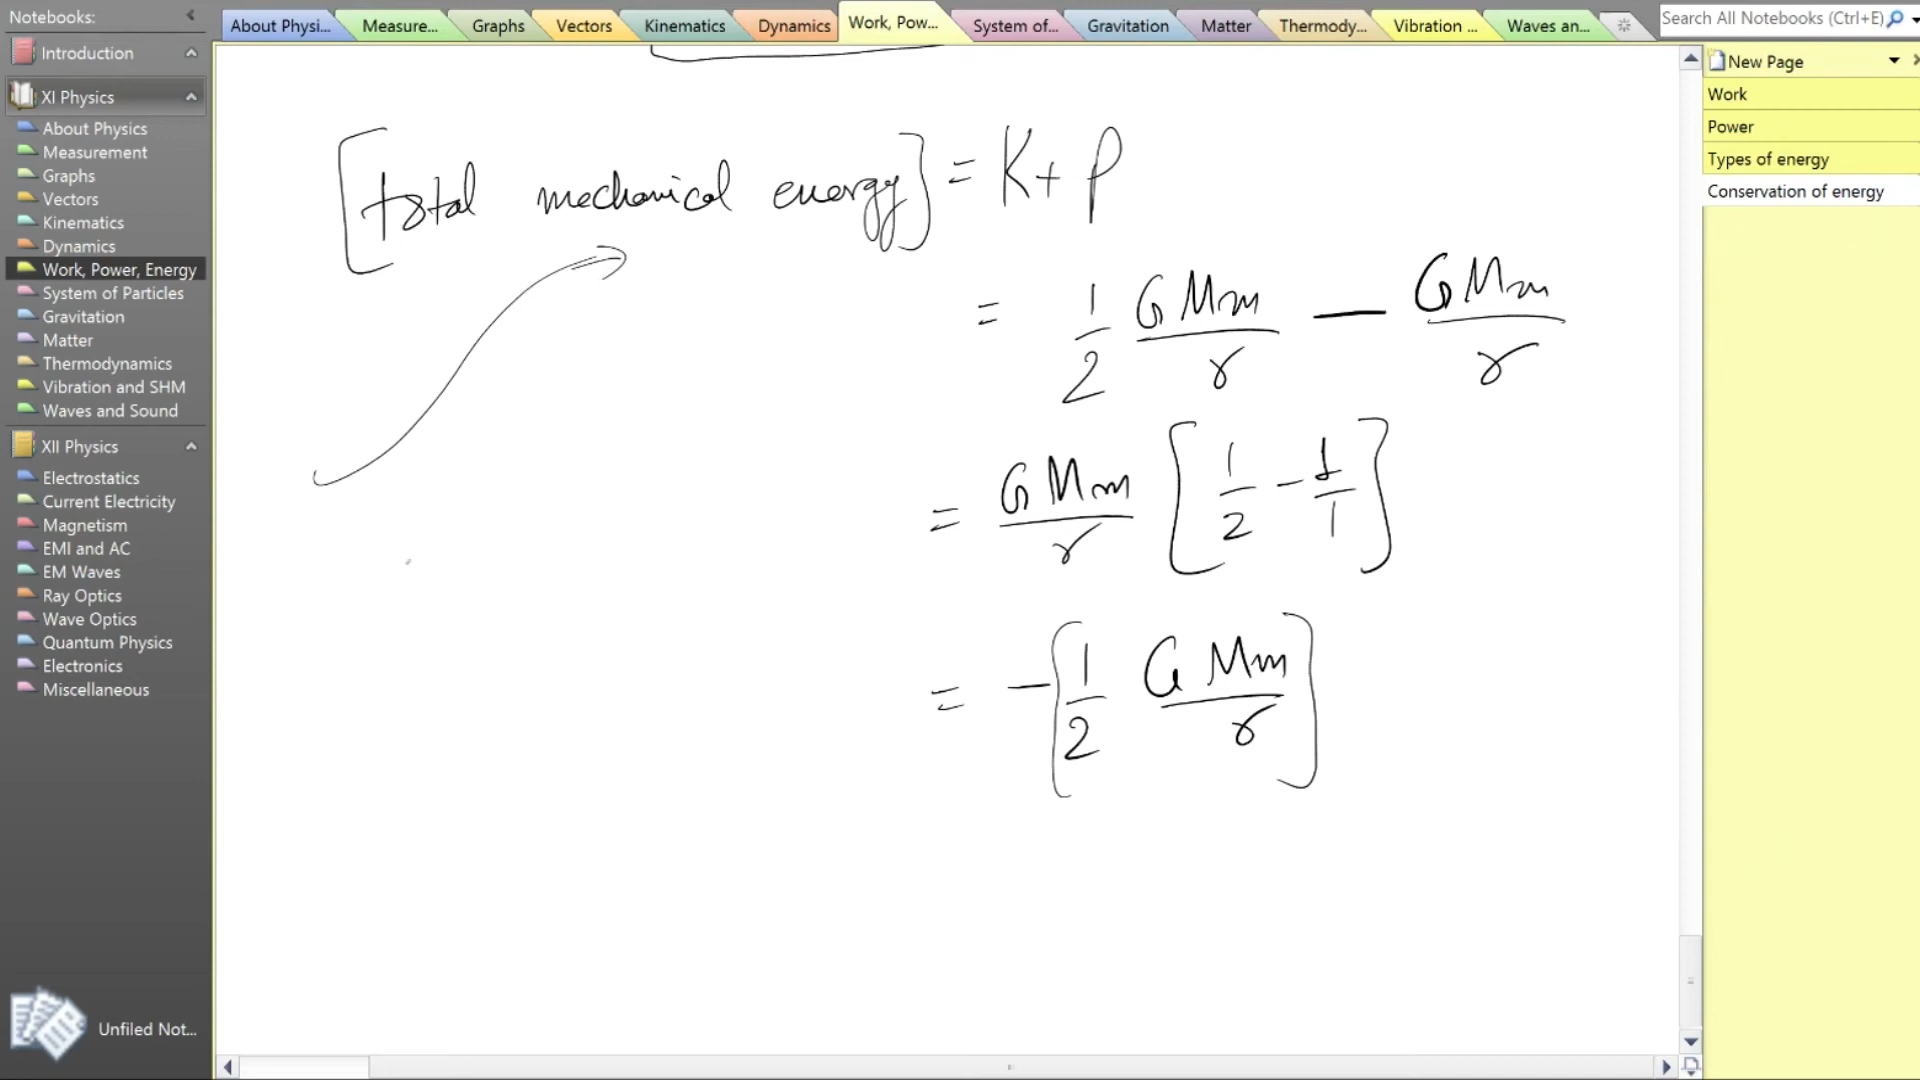 Notebooks:
Introduction
XI Physics
About Physics
Measurement
Graphs
Vectors
Kinematics
Dynamics
Work, Power, Energy
System of Particles
Gravitation
Matter
Thermodynamics
Vibration and SHM
Waves and Sound
XII Physics
Electrostatics
Current Electricity
Magnetism
EMI and AC
EM Waves
Ray Optics
Wave Optics
Quantum Physics
Electronics
Miscellaneous
Unfiled Not...
About Physi... Measure... Graphs Vectors Kinematics Dynamics Work, Pow... System of... Gravitation Matter Thermody... Vibration ... Waves an...
Search All Notebooks (Ctrl+E)
[total mechanical energy] = K + P
= 1/2 GMm/r − GMm/r
= GMm/r [1/2 − 1/1]
= −[1/2 GMm/r]
New Page
Work
Power
Types of energy
Conservation of energy